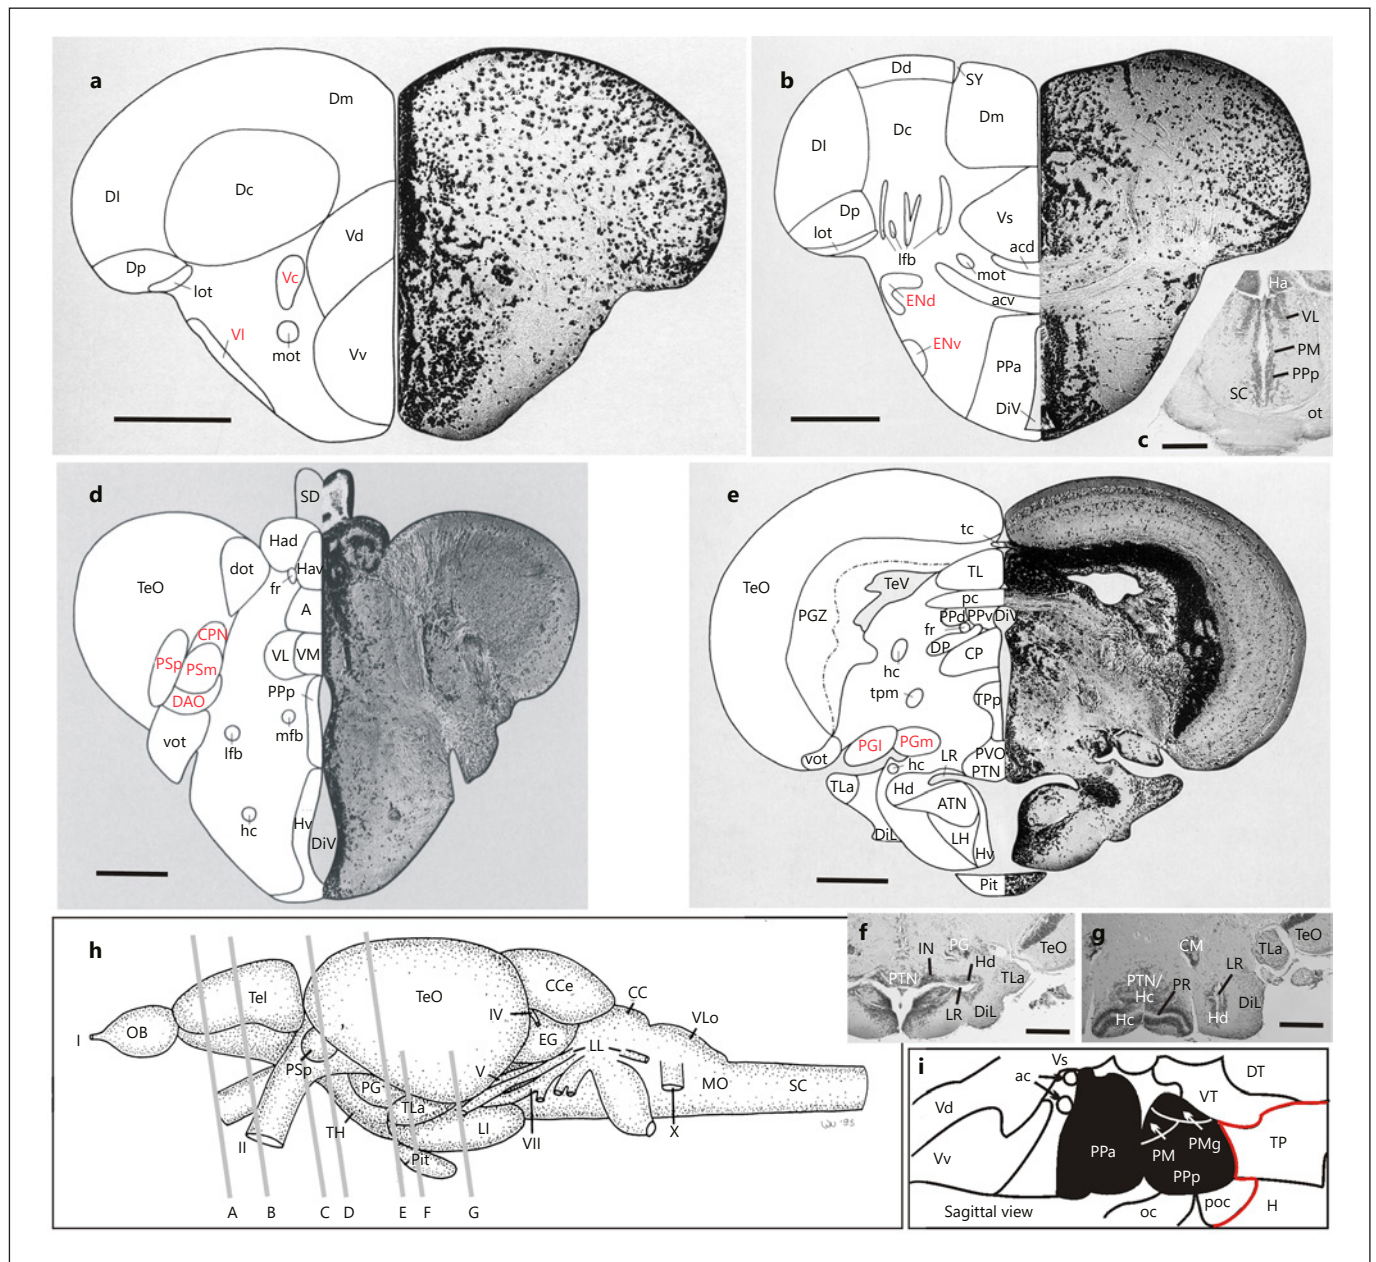 a
Dm
Dc
Dl
Vd
Dp
lot
Vc
Vl
mot
Vv
b
Dd
SY
Dm
Dl
Dc
Dp
lot
Vs
acd
lfb
mot
acv
ENd
ENv
PPa
DiV
c
Ha
VL
PM
PPp
SC
ot
d
SD
Had
dot
Hav
TeO
fr
A
CPN
PSp
PSm
VL
VM
DAO
PPp
vot
lfb
mfb
hc
Hv
DiV
e
tc
TeO
TL
TeV
pc
PGZ
PPd
PPv
DiV
fr
DP
CP
hc
tpm
TPp
PGl
PGm
vot
LR
PVO
hc
PTN
TLa
Hd
ATN
DiL
LH
Hv
Pit
f
IN
PG
TeO
Hd
PTN
TLa
LR
DiL
g
CM
TeO
TLa
LR
PTN/
Hc
PR
DiL
Hc
Hd
h
Tel
TeO
CCe
CC
OB
I
IV
VLo
EG
LL
PSp
PG
V
MO
SC
TLa
TH
LI
II
VII
X
Pit
A B C D E F G
i
Vs
ac
DT
VT
Vd
PMg
PPa
PM
TP
Vv
PPp
poc
H
oc
Sagittal view